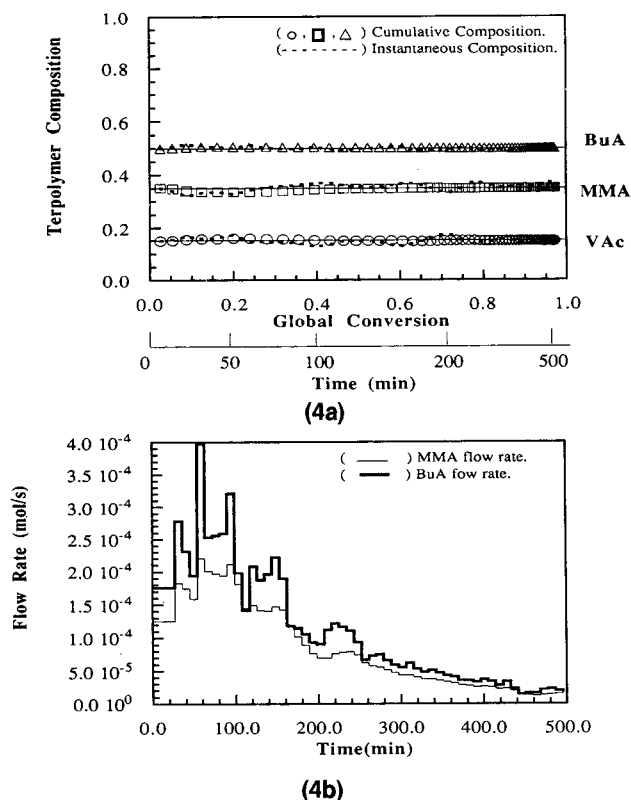 1.0
( ○ , □ , △ ) Cumulative Composition.
(------) Instantaneous Composition.
0.8
Terpolymer Composition
0.6
BuA
0.4
MMA
0.2
VAc
0.0
0.0 0.2 0.4 0.6 0.8 1.0
Global Conversion
0 50 100 200 500
Time (min)
(4a)
4.0 10⁻⁴
( — ) MMA flow rate.
( — ) BuA fow rate.
3.5 10⁻⁴
3.0 10⁻⁴
2.5 10⁻⁴
Flow Rate (mol/s)
2.0 10⁻⁴
1.5 10⁻⁴
1.0 10⁻⁴
5.0 10⁻⁵
0.0 10⁰
0.0 100.0 200.0 300.0 400.0 500.0
Time(min)
(4b)